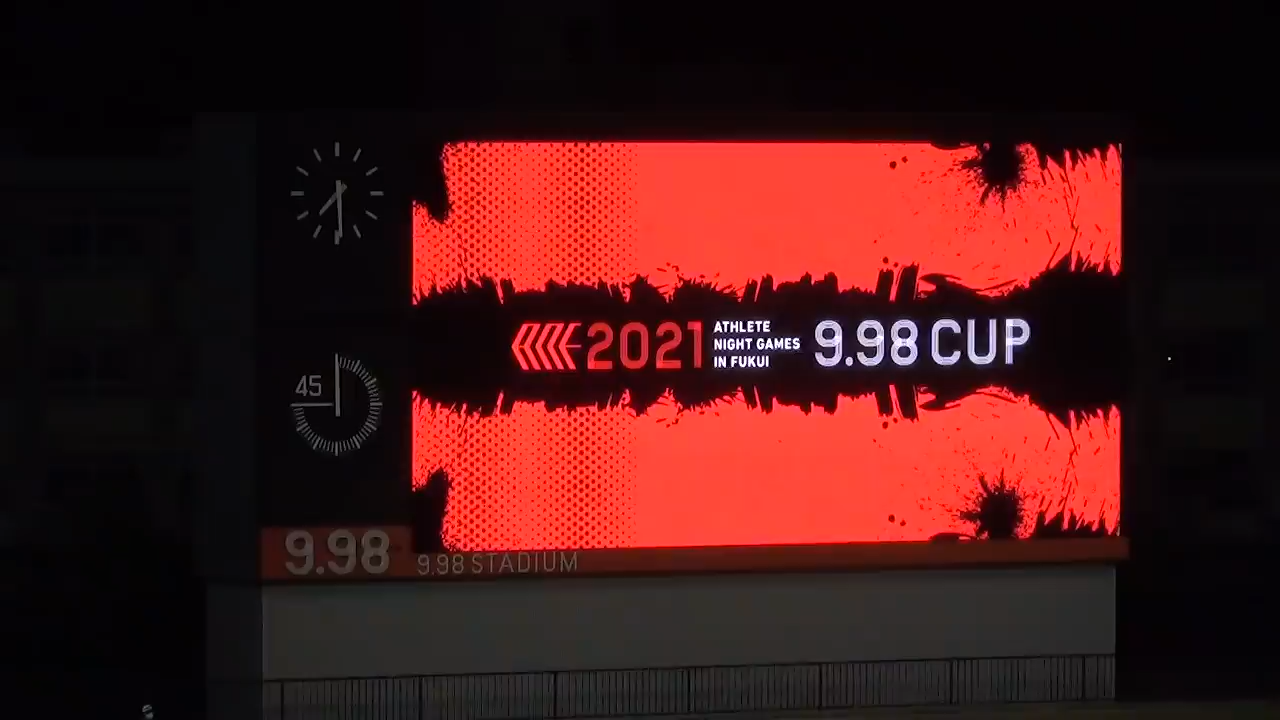 2021
ATHLETE
NIGHT GAMES
IN FUKUI
9.98 CUP
45
9.98
9.98 STADIUM